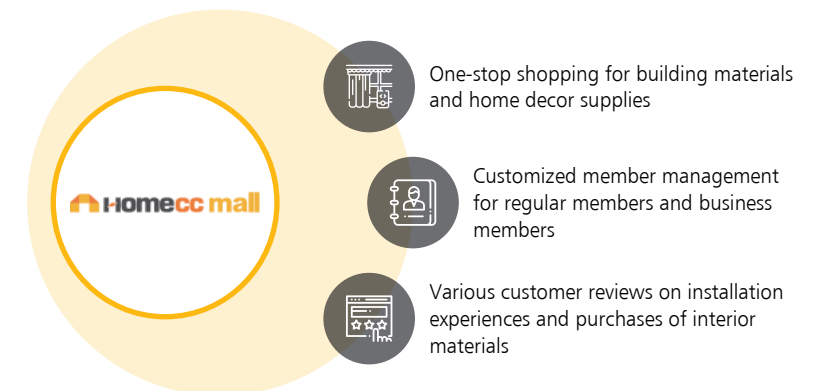 Homecc mall
One-stop shopping for building materials
and home decor supplies
Customized member management
for regular members and business
members
Various customer reviews on installation
experiences and purchases of interior
materials